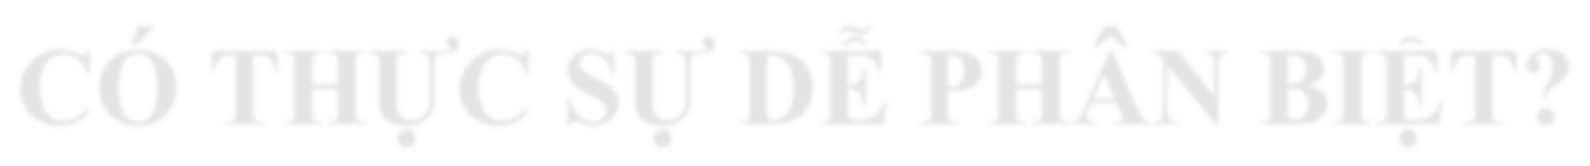 CÓ THỰC SỰ DỄ PHÂN BIỆT?